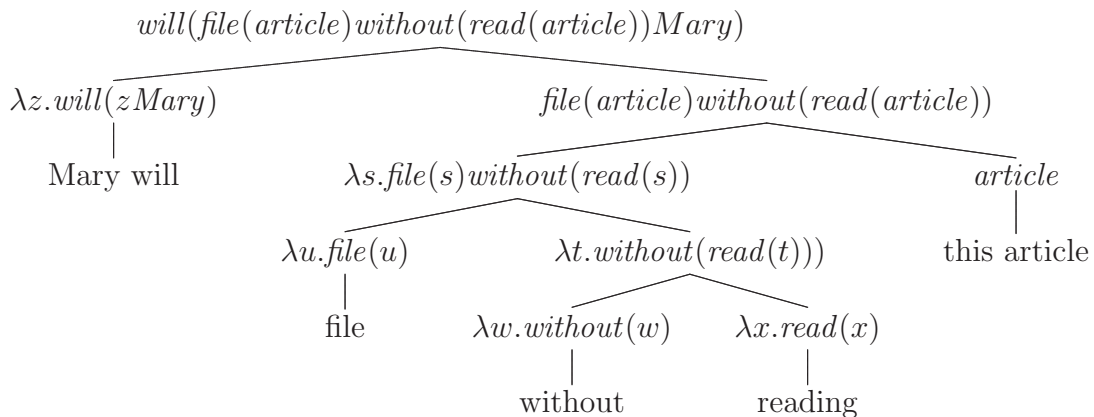 will(file(article)without(read(article))Mary)
λz.will(zMary) file(article)without(read(article))
Mary will λs.file(s)without(read(s)) article
λu.file(u) λt.without(read(t))) this article
file λw.without(w) λx.read(x)
without reading